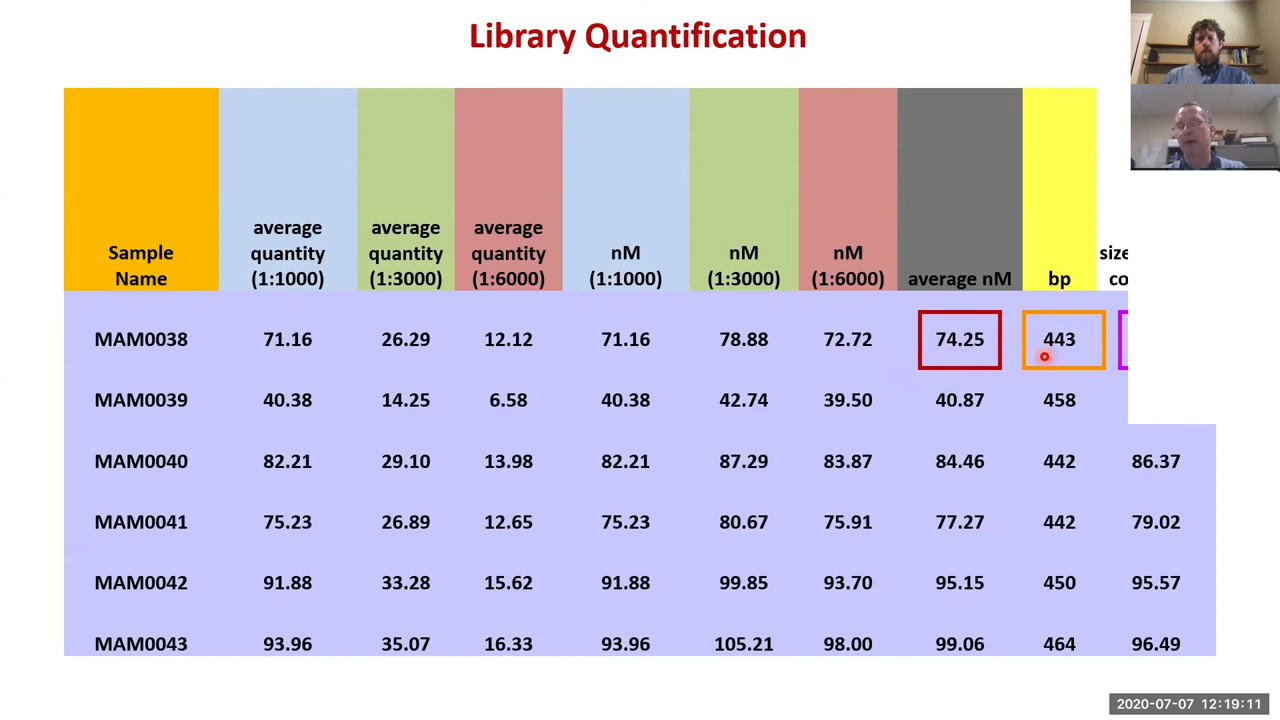 Library Quantification
Sample Name average quantity (1:1000) average quantity (1:3000) average quantity (1:6000) nM (1:1000) nM (1:3000) nM (1:6000) average nM bp
MAM0038 71.16 26.29 12.12 71.16 78.88 72.72 74.25 443
MAM0039 40.38 14.25 6.58 40.38 42.74 39.50 40.87 458
MAM0040 82.21 29.10 13.98 82.21 87.29 83.87 84.46 442 86.37
MAM0041 75.23 26.89 12.65 75.23 80.67 75.91 77.27 442 79.02
MAM0042 91.88 33.28 15.62 91.88 99.85 93.70 95.15 450 95.57
MAM0043 93.96 35.07 16.33 93.96 105.21 98.00 99.06 464 96.49
2020-07-07 12:19:11